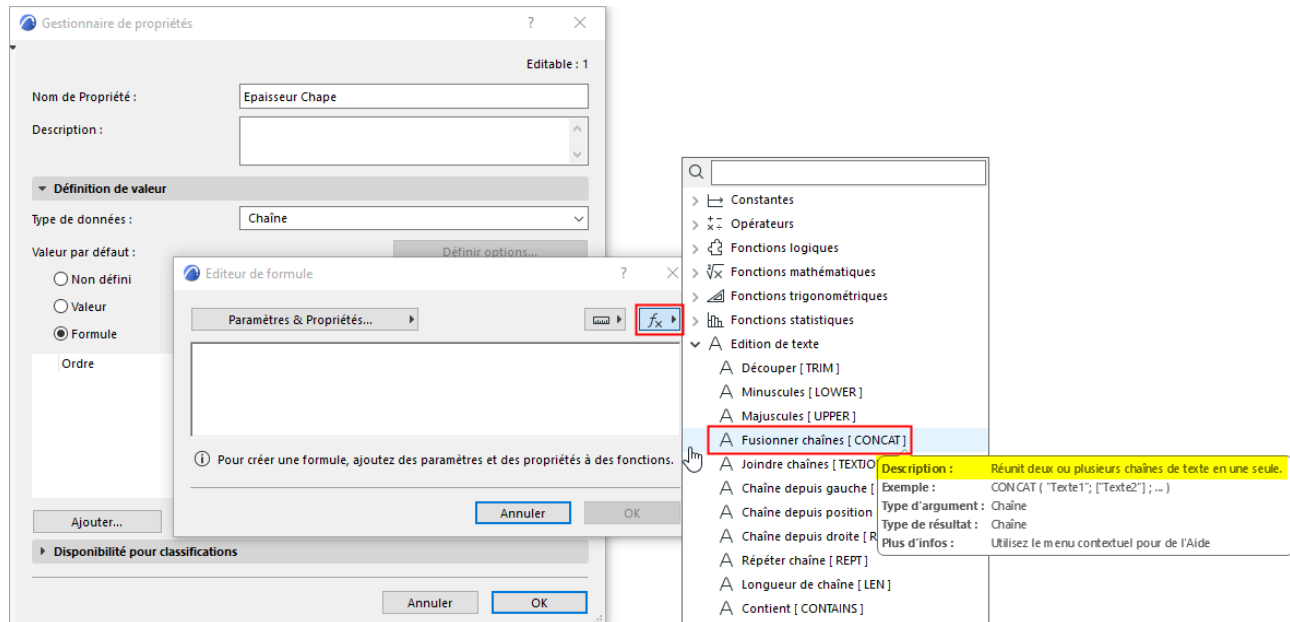 Gestionnaire de propriétés
?
Editable : 1
Nom de Propriété :
Epaisseur Chape
Description :
Définition de valeur
Type de données :
Chaîne
Valeur par défaut :
Définir options...
Non défini
Valeur
Formule
Ordre
Ajouter...
Disponibilité pour classifications
Annuler
OK
Editeur de formule
?
Paramètres & Propriétés...
fx
Pour créer une formule, ajoutez des paramètres et des propriétés à des fonctions.
Annuler
OK
Constantes
Opérateurs
Fonctions logiques
Fonctions mathématiques
Fonctions trigonométriques
Fonctions statistiques
A Edition de texte
A Découper [ TRIM ]
A Minuscules [ LOWER ]
A Majuscules [ UPPER ]
A Fusionner chaînes [ CONCAT ]
A Joindre chaînes [ TEXTJO
A Chaîne depuis gauche [
A Chaîne depuis position
A Chaîne depuis droite [ R
A Répéter chaîne [ REPT ]
A Longueur de chaîne [ LEN ]
A Contient [ CONTAINS ]
Description : Réunit deux ou plusieurs chaînes de texte en une seule.
Exemple : CONCAT ( "Texte1"; ["Texte2"] ; ... )
Type d'argument : Chaîne
Type de résultat : Chaîne
Plus d'infos : Utilisez le menu contextuel pour de l'Aide